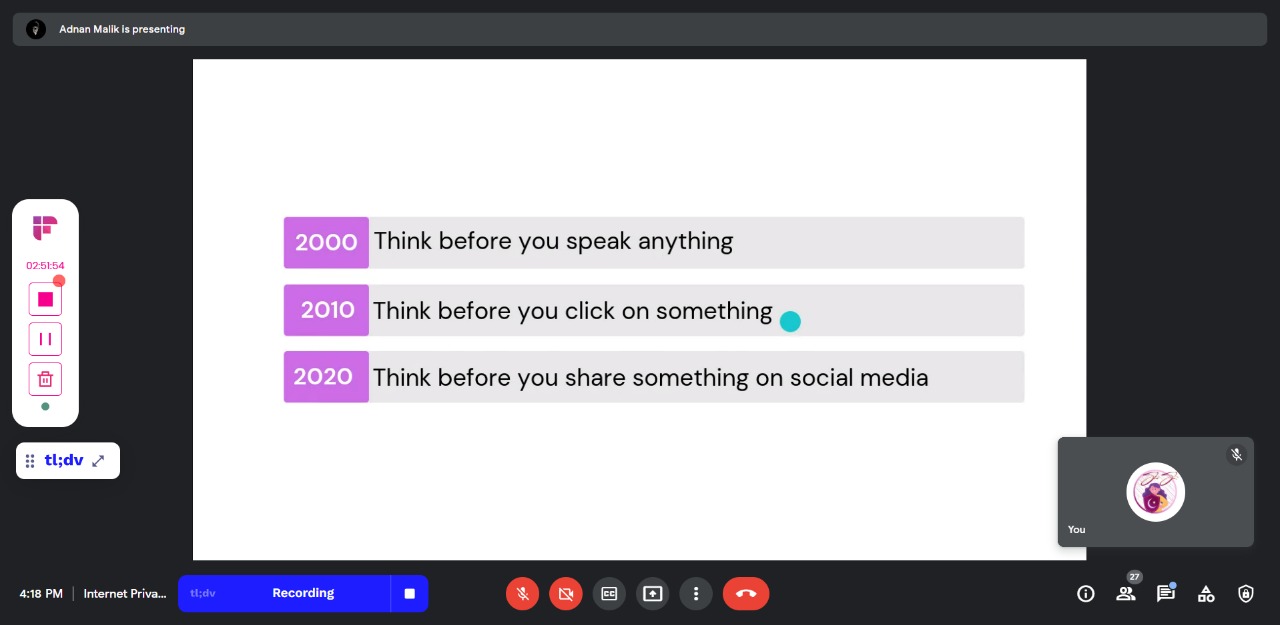 Adnan Malik is presenting
2000 Think before you speak anything
2010 Think before you click on something
2020 Think before you share something on social media
02:51:54
tl;dv
You
4:18 PM | Internet Priva...
tl;dv Recording
CC
27